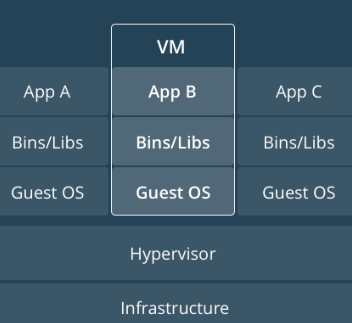 VM
App A App B App C
Bins/Libs Bins/Libs Bins/Libs
Guest OS Guest OS Guest OS
Hypervisor
Infrastructure